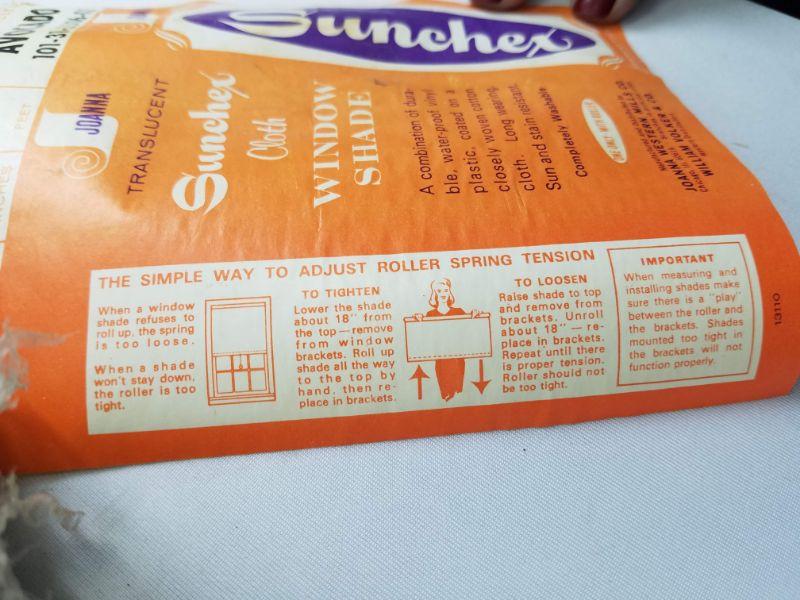 Sunchex
JOANNA
TRANSLUCENT
Sunchex
Cloth
WINDOW
SHADE
A combination of dura-
ble, water-proof vinyl
plastic, coated on a
closely woven cotton
cloth. Long wearing,
Sun and stain resistant.
Completely Washable
JOANNA WESTERN MILLS CO.
WILLIAM VOLKER & CO.
FEET
INCHES
THE SIMPLE WAY TO ADJUST ROLLER SPRING TENSION
When a window
shade refuses to
roll up, the spring
is too loose.
When a shade
won't stay down,
the roller is too
tight.
TO TIGHTEN
Lower the shade
about 18" from
the top—remove
from window
brackets. Roll up
shade all the way
to the top by
hand, then re-
place in brackets.
TO LOOSEN
Raise shade to top
and remove from
brackets. Unroll
about 18" — re-
place in brackets.
Repeat until there
is proper tension.
Roller should not
be too tight.
IMPORTANT
When measuring and
installing shades make
sure there is a "play"
between the roller and
the brackets. Shades
mounted too tight in
the brackets will not
function properly.
13110